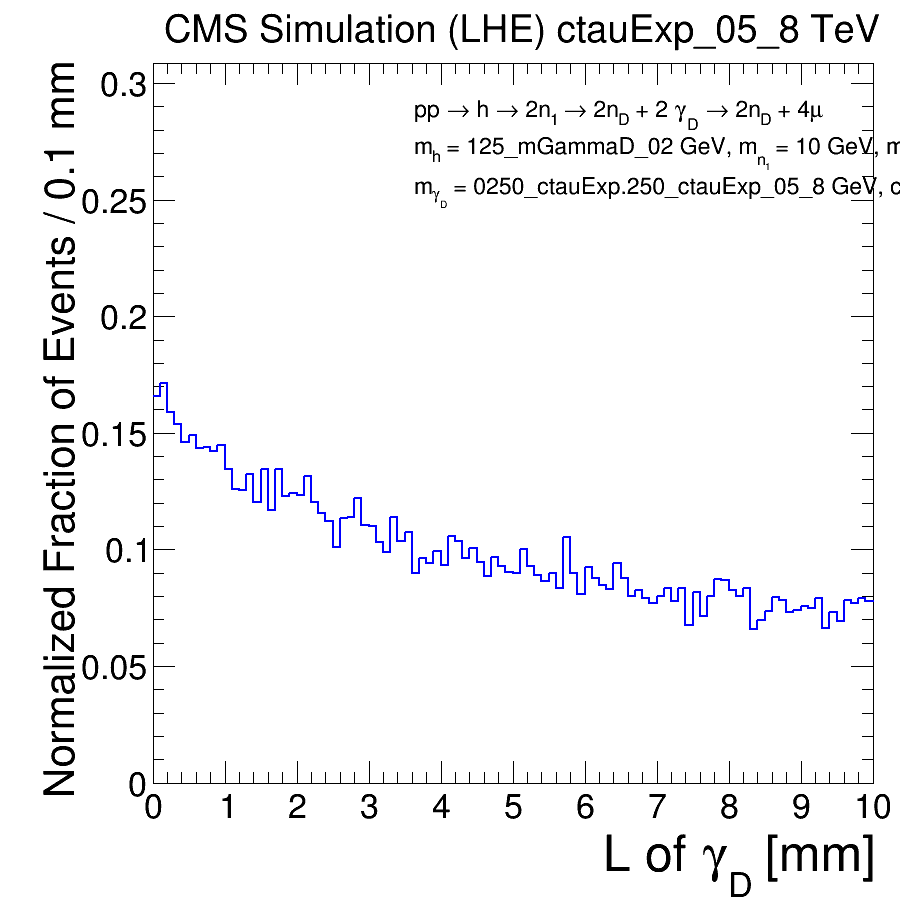 CMS Simulation (LHE) ctauExp_05_8 TeV
pp → h → 2n1 → 2nD + 2 γD → 2nD + 4μ
mh = 125_mGammaD_02 GeV, mn1 = 10 GeV, m
mγD = 0250_ctauExp.250_ctauExp_05_8 GeV, c
Normalized Fraction of Events / 0.1 mm
0.3
0.25
0.2
0.15
0.1
0.05
0
0 1 2 3 4 5 6 7 8 9 10
L of γD [mm]